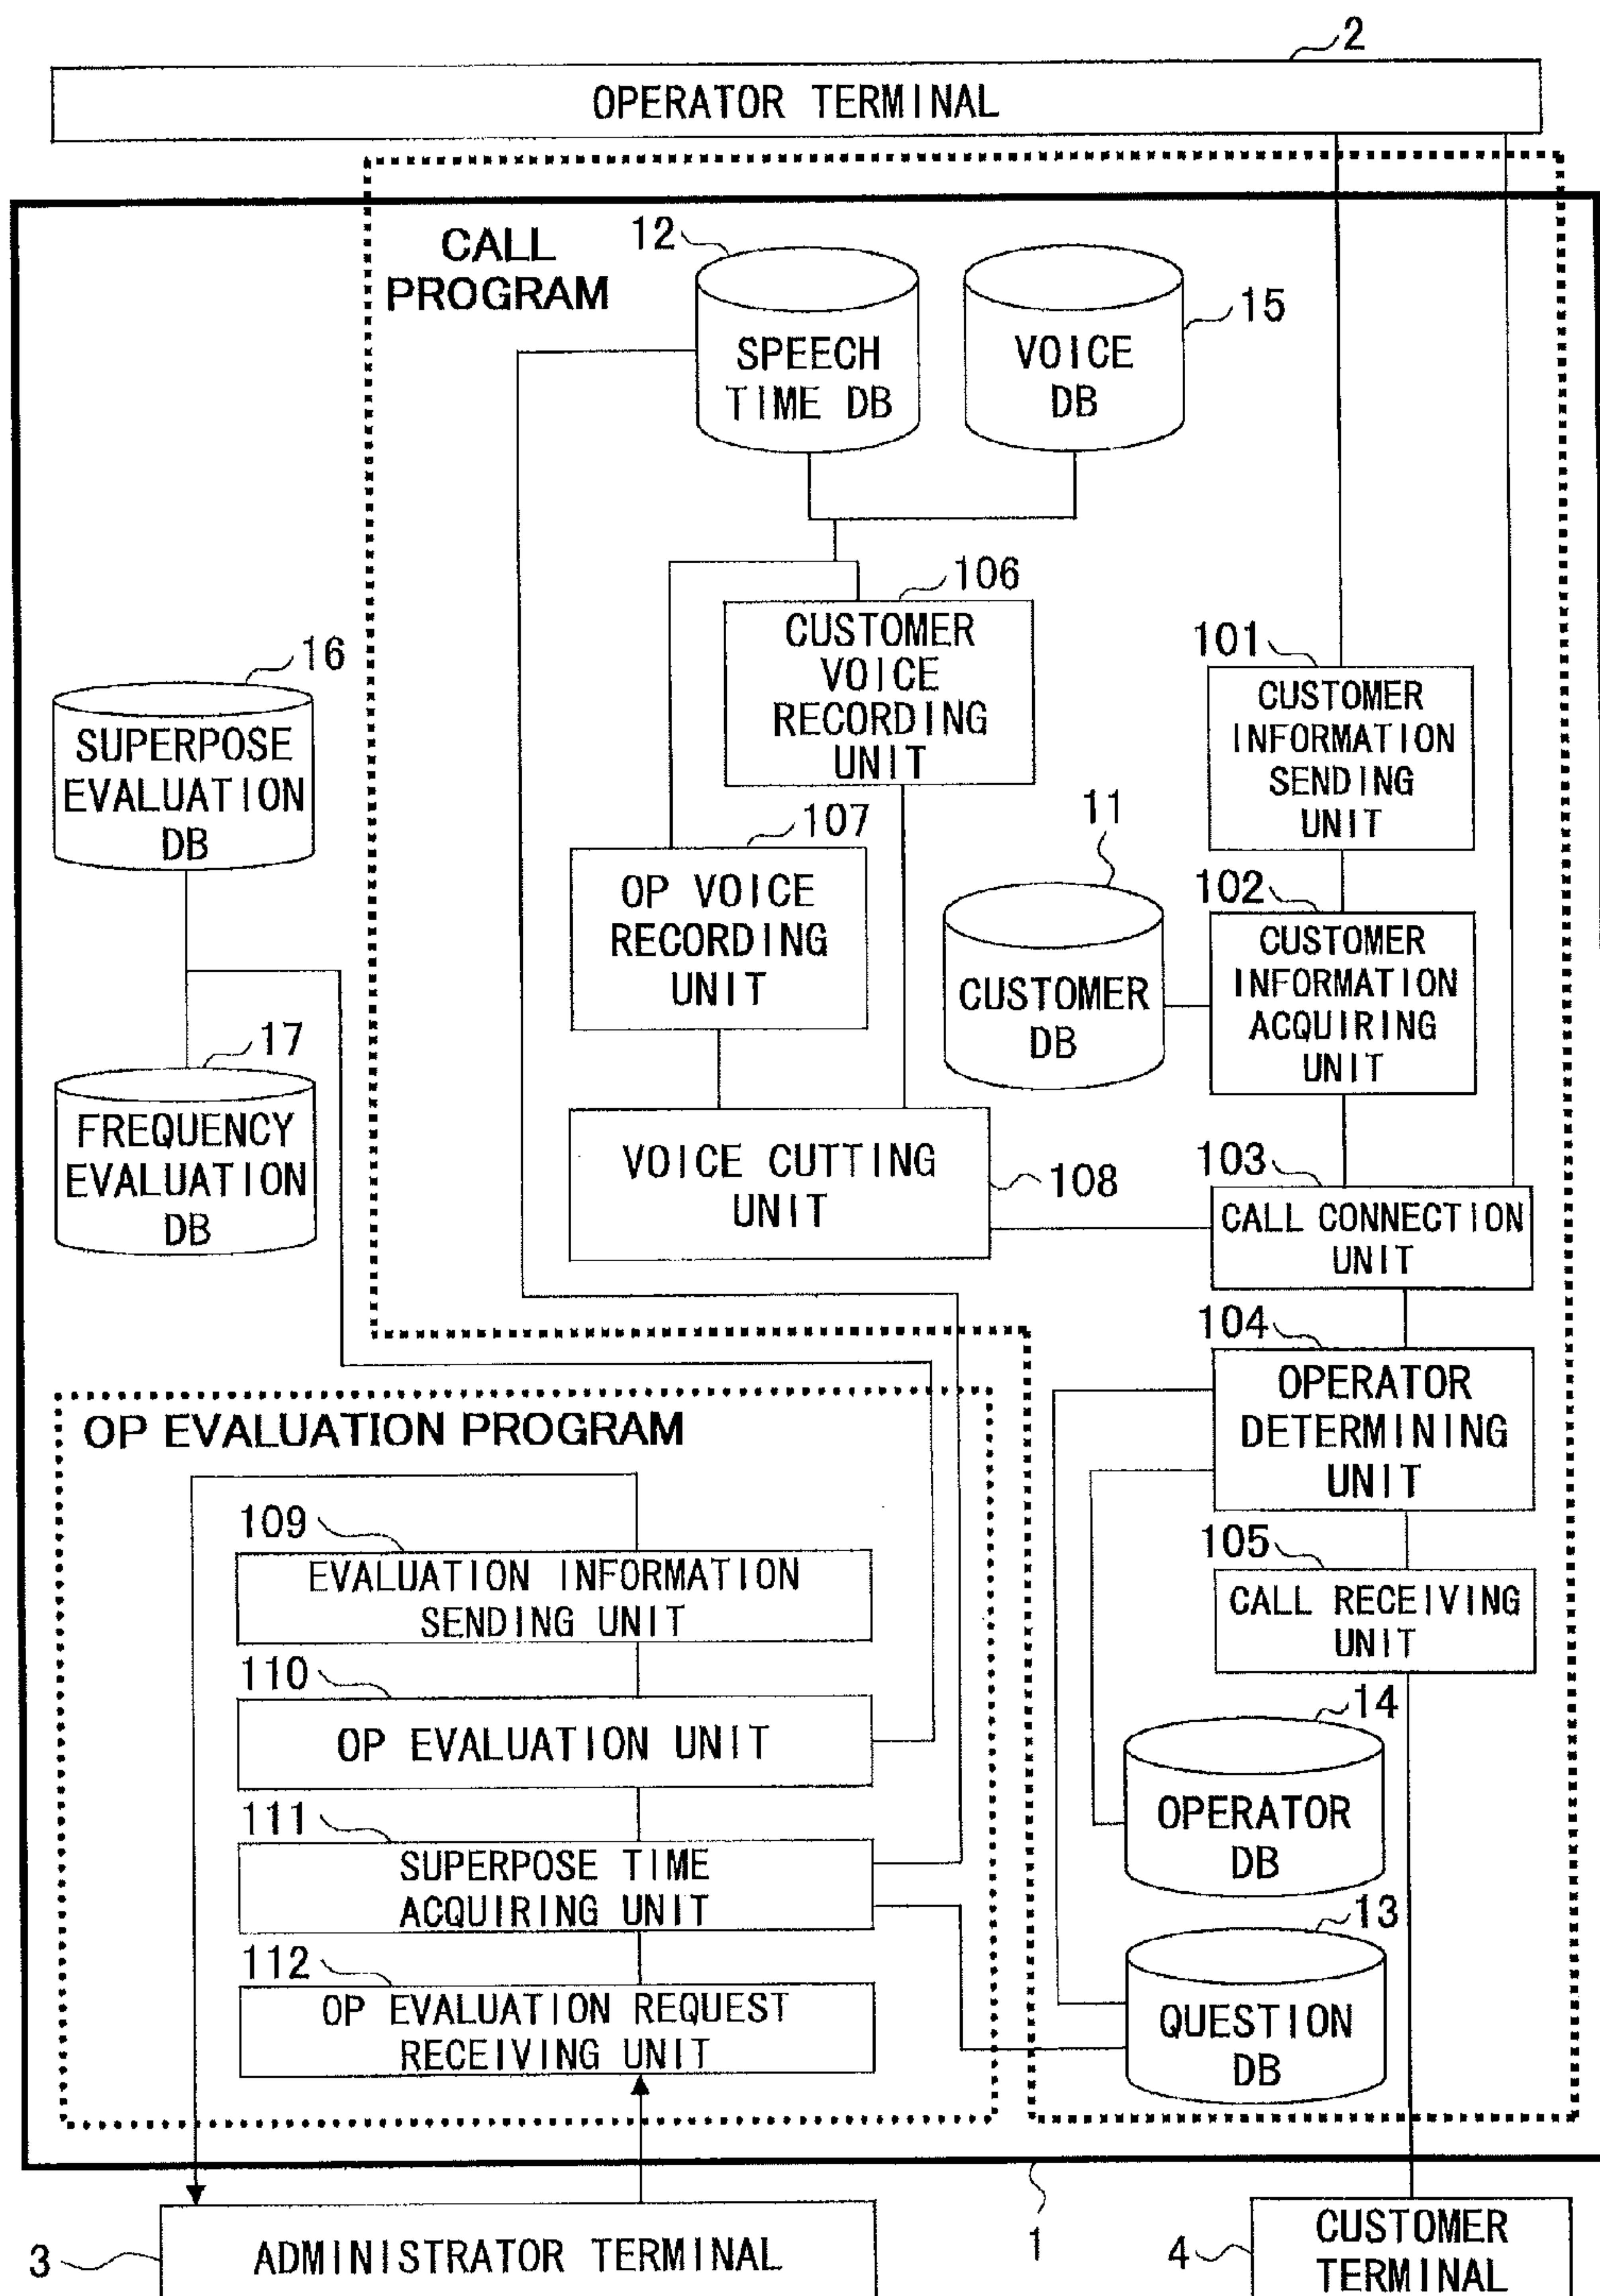 2
OPERATOR TERMINAL
CALL
PROGRAM
12
SPEECH
TIME DB
VOICE
DB
15
106
CUSTOMER
VOICE
RECORDING
UNIT
101
CUSTOMER
INFORMATION
SENDING
UNIT
16
SUPERPOSE
EVALUATION
DB
107
OP VOICE
RECORDING
UNIT
11
CUSTOMER
DB
102
CUSTOMER
INFORMATION
ACQUIRING
UNIT
17
FREQUENCY
EVALUATION
DB
VOICE CUTTING
UNIT
108
103
CALL CONNECTION
UNIT
104
OPERATOR
DETERMINING
UNIT
OP EVALUATION PROGRAM
109
EVALUATION INFORMATION
SENDING UNIT
105
CALL RECEIVING
UNIT
110
OP EVALUATION UNIT
14
OPERATOR
DB
111
SUPERPOSE TIME
ACQUIRING UNIT
13
QUESTION
DB
112
OP EVALUATION REQUEST
RECEIVING UNIT
1
3
ADMINISTRATOR TERMINAL
4
CUSTOMER
TERMINAL